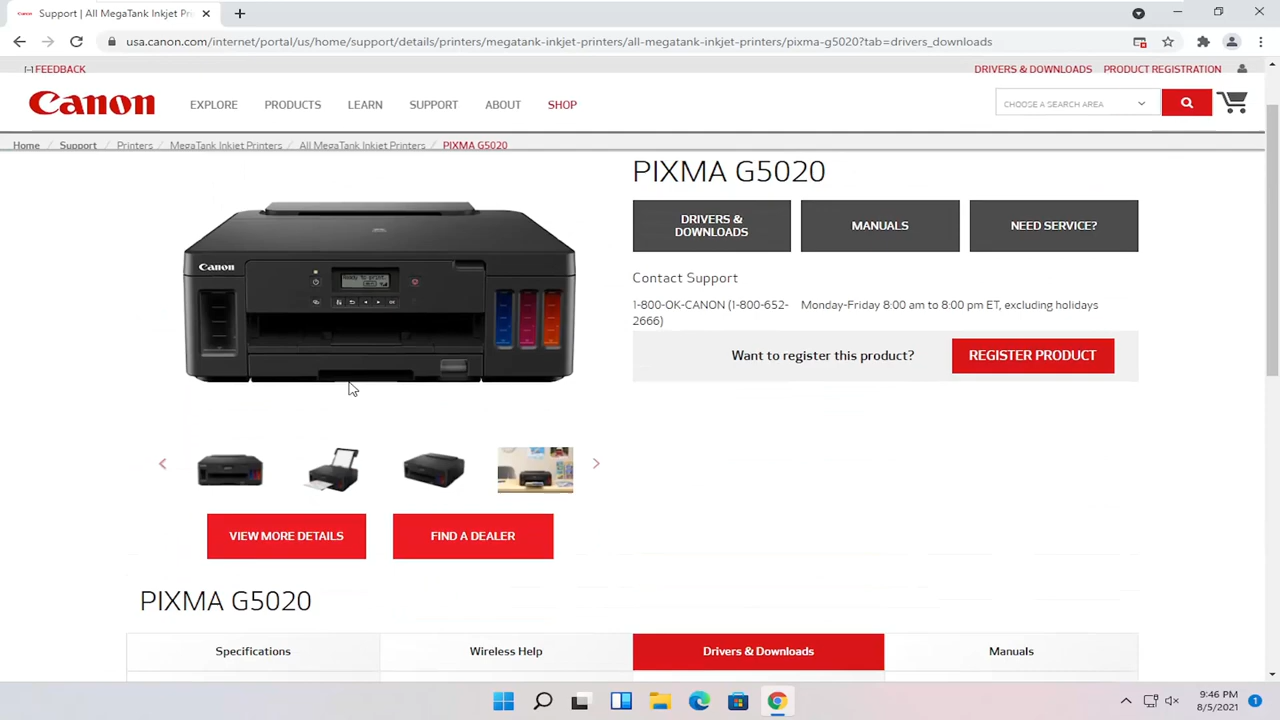 Support | All MegaTank Inkjet Pr
usa.canon.com/internet/portal/us/home/support/details/printers/megatank-inkjet-printers/all-megatank-inkjet-printers/pixma-g5020?tab=drivers_downloads
[-] FEEDBACK
DRIVERS & DOWNLOADS PRODUCT REGISTRATION
Canon EXPLORE PRODUCTS LEARN SUPPORT ABOUT SHOP CHOOSE A SEARCH AREA
Home / Support / Printers / MegaTank Inkjet Printers / All MegaTank Inkjet Printers / PIXMA G5020
PIXMA G5020
DRIVERS &
DOWNLOADS
MANUALS
NEED SERVICE?
Canon
Ready to print
Contact Support
1-800-OK-CANON (1-800-652-
2666)
Monday-Friday 8:00 am to 8:00 pm ET, excluding holidays
Want to register this product?
REGISTER PRODUCT
VIEW MORE DETAILS
FIND A DEALER
PIXMA G5020
Specifications
Wireless Help
Drivers & Downloads
Manuals
9:46 PM
8/5/2021
1